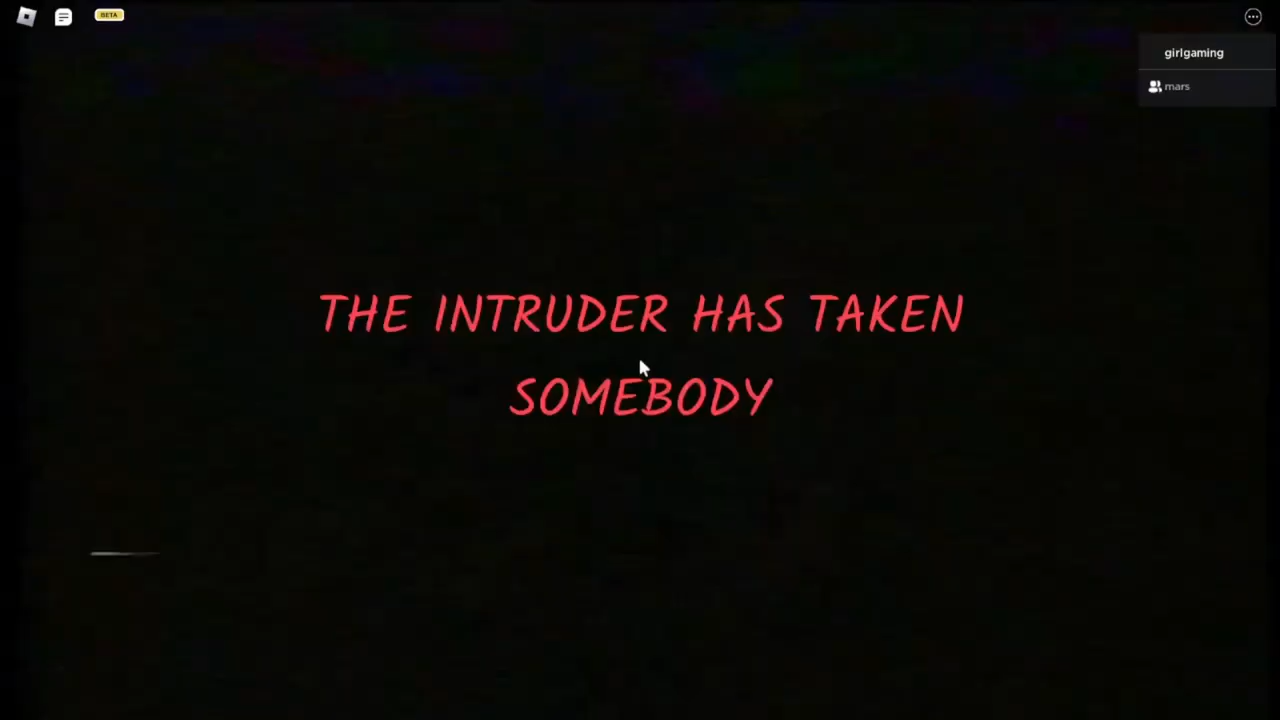 BETA
girlgaming
mars
THE INTRUDER HAS TAKEN
SOMEBODY